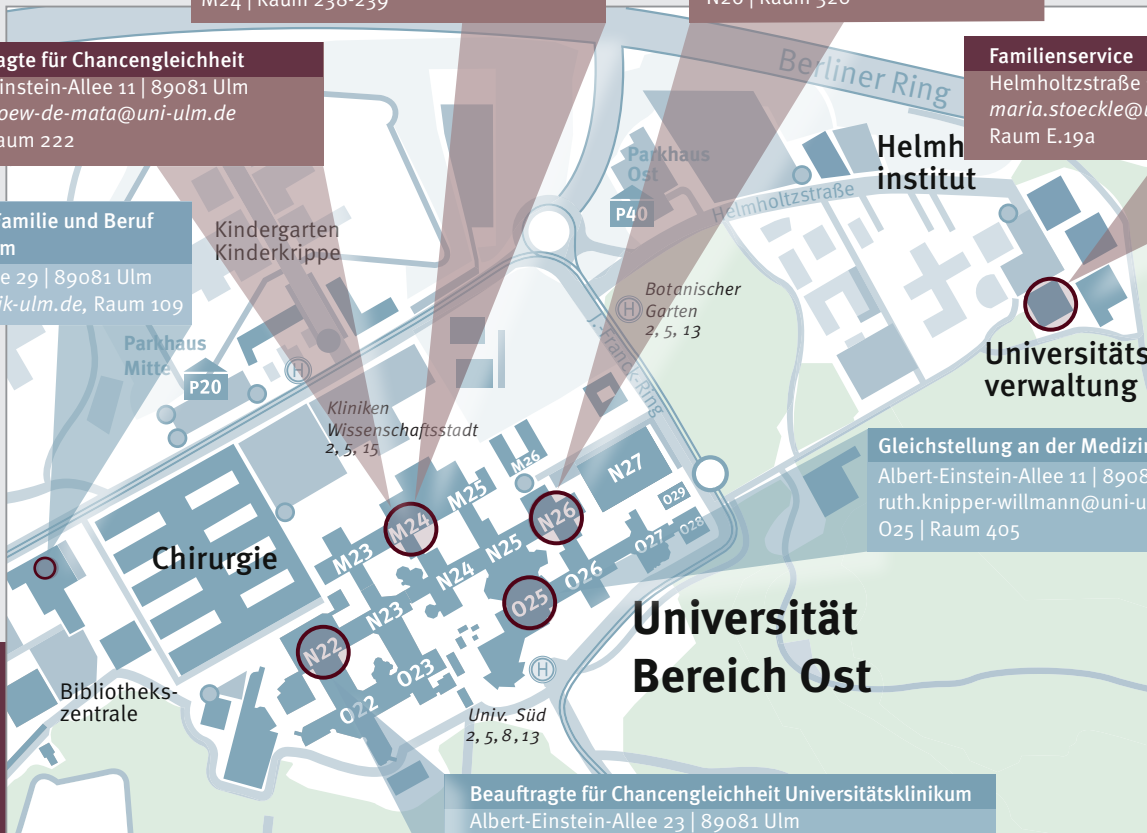 M24 | Raum 238-239
N26 | Raum 320
agte für Chancengleichheit
instein-Allee 11 | 89081 Ulm
oew-de-mata@uni-ulm.de
aum 222
Berliner Ring
Familienservice
Helmholtzstraße
maria.stoeckle@u
Raum E.19a
Helmh
institut
Parkhaus
Ost
P40
Helmholtzstraße
amilie und Beruf
m
e 29 | 89081 Ulm
ik-ulm.de, Raum 109
Kindergarten
Kinderkrippe
Botanischer
Garten
2, 5, 13
H
J.-Franck-Ring
Parkhaus
Mitte
P20
H
Universitäts
verwaltung
Kliniken
Wissenschaftsstadt
2, 5, 15
Gleichstellung an der Medizin
Albert-Einstein-Allee 11 | 8908
ruth.knipper-willmann@uni-u
O25 | Raum 405
M26
N27
M25
O29
M24
N26
O28
Chirurgie
M23
N25
O27
N24
O26
O25
N23
N22
O23
H
O22
Universität
Bereich Ost
Bibliotheks-
zentrale
Univ. Süd
2, 5, 8, 13
Beauftragte für Chancengleichheit Universitätsklinikum
Albert-Einstein-Allee 23 | 89081 Ulm